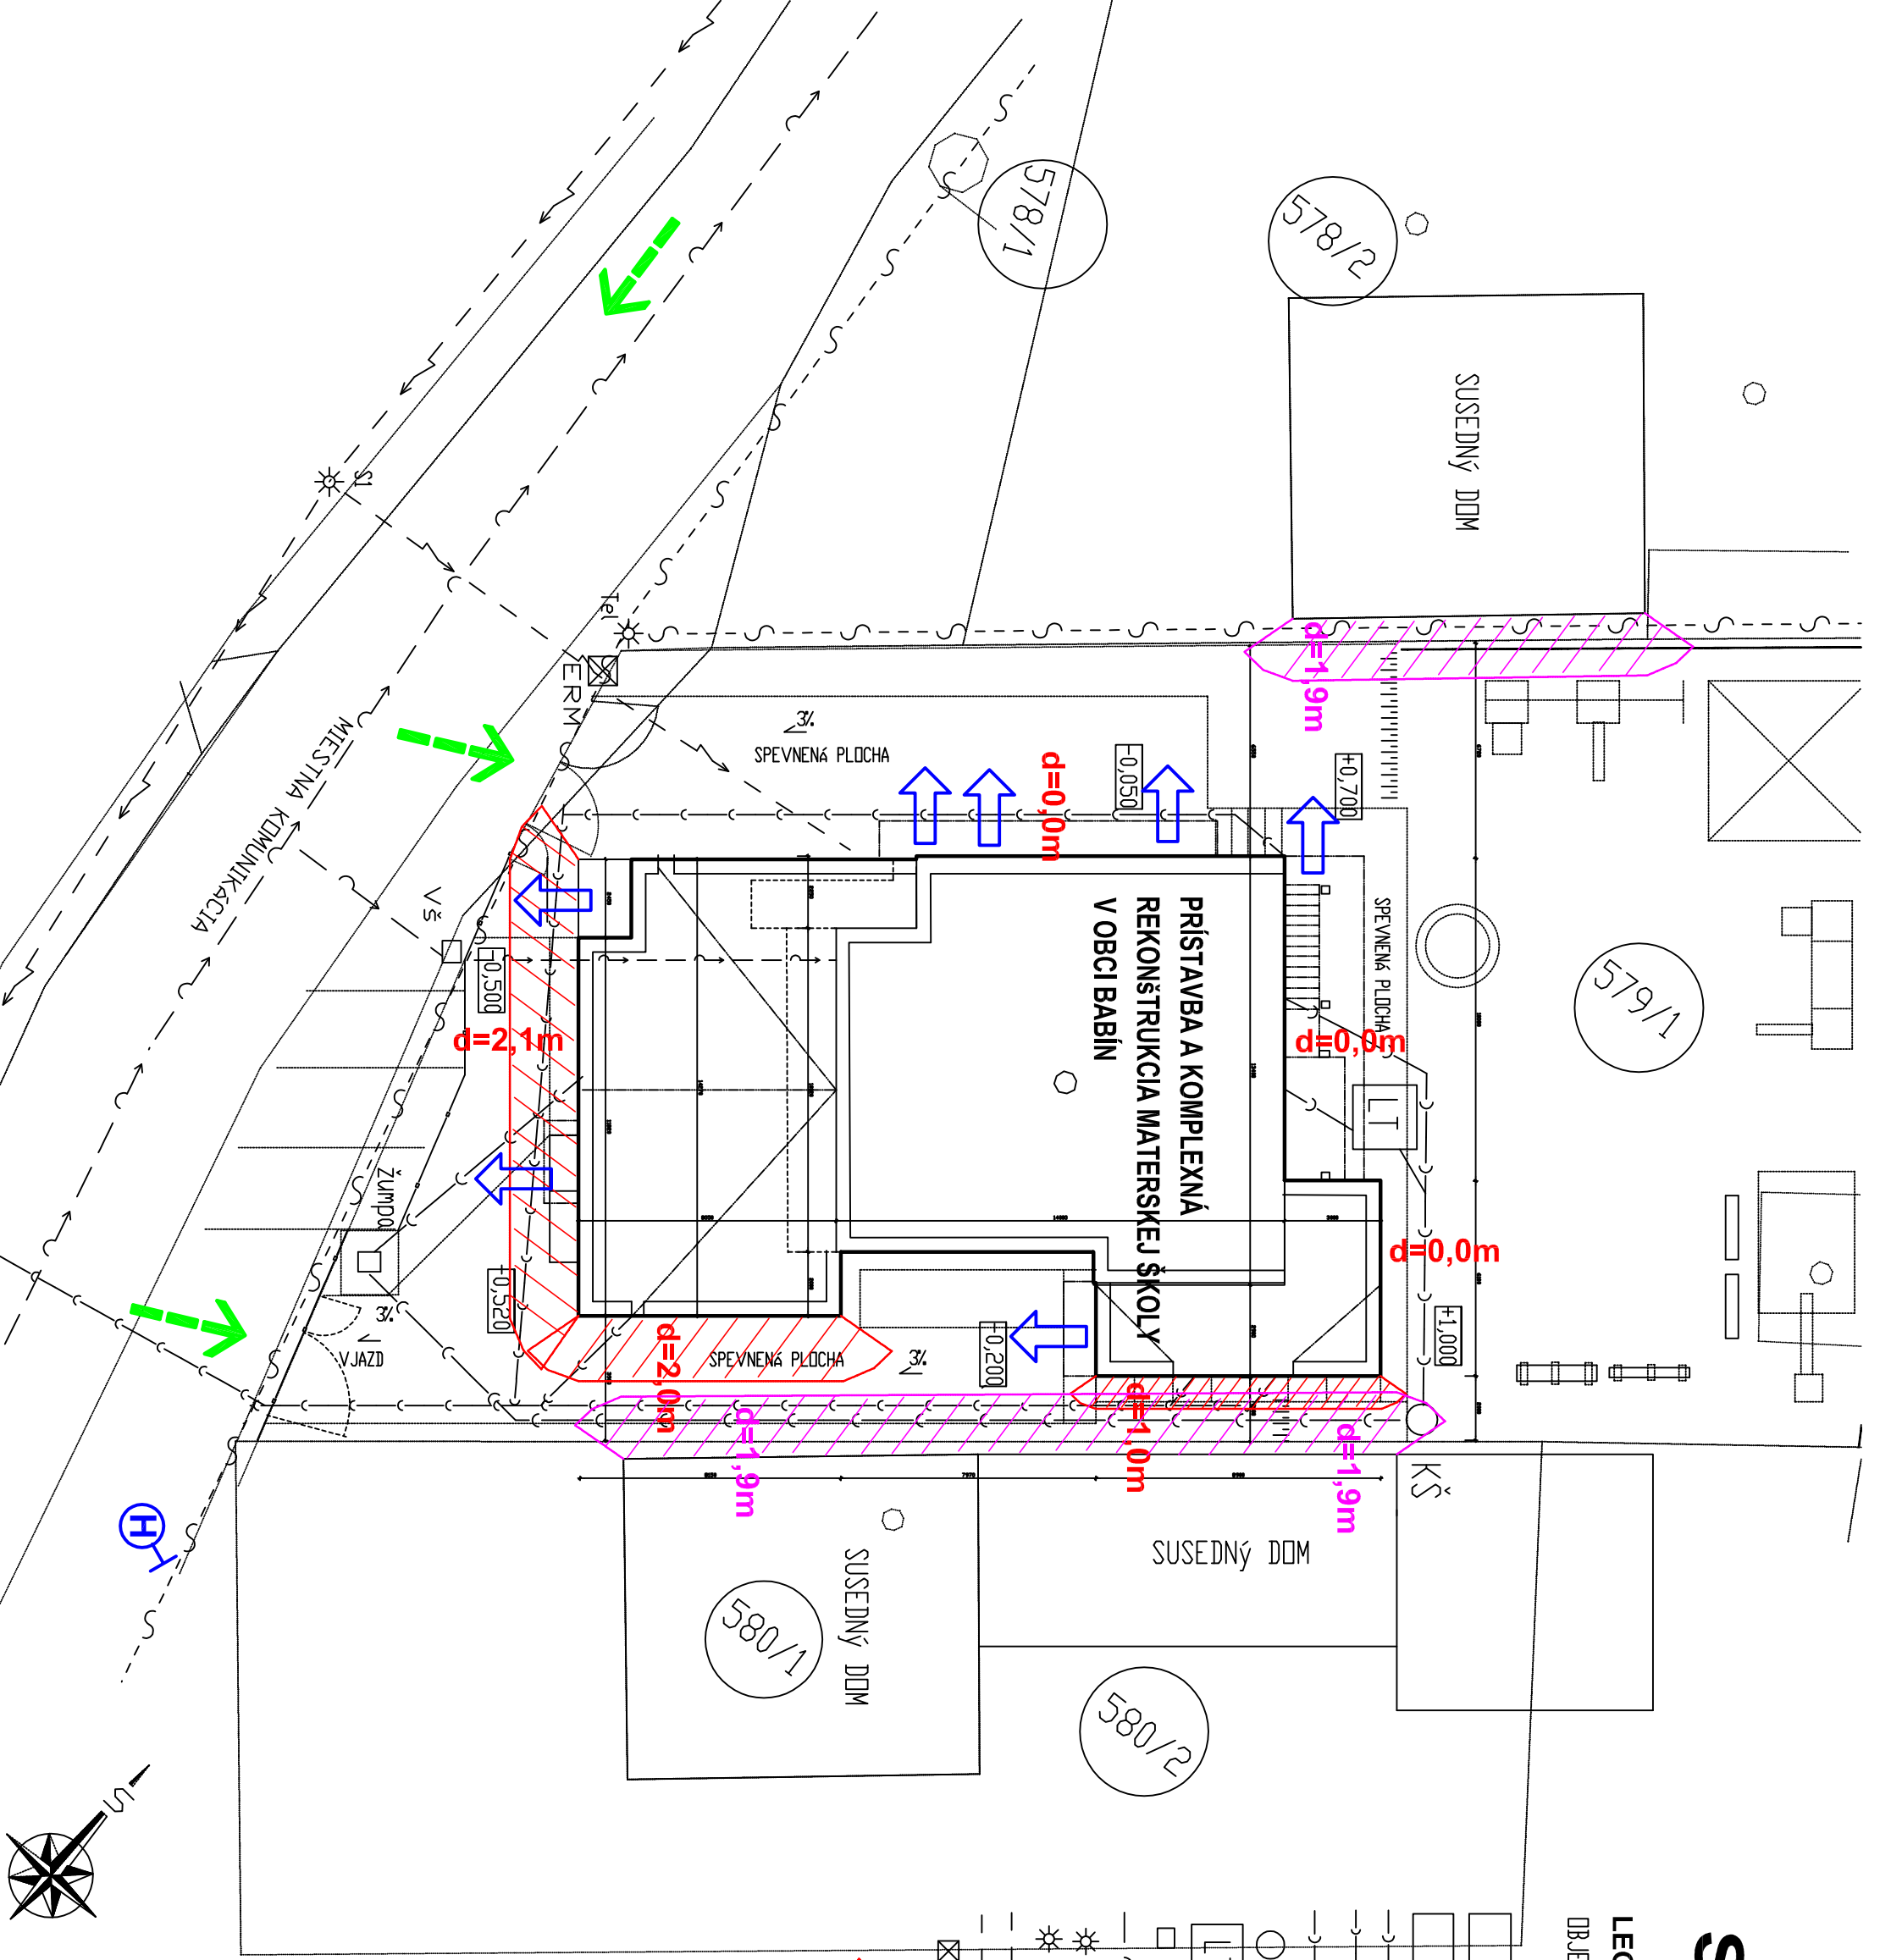 578/1
578/2
SUSEDNÝ DOM
S1
Tel
ERM
d=1,9m
3%
SPEVNENÁ PLOCHA
d=0,0m
-0,050
+0,700
MIESTNA KOMUNIKÁCIA
VŠ
-0,500
d=2,1m
PRÍSTAVBA A KOMPLEXNÁ
REKONŠTRUKCIA MATERSKEJ ŠKOLY
V OBCI BABÍN
SPEVNENÁ PLOCHA
d=0,0m
579/1
LT
Žumpa
d=0,0m
3%
VJAZD
d=2,0m
SPEVNENÁ PLOCHA
3%
-0,200
±1,000
d=1,9m
d=1,0m
d=1,9m
KŠ
H
SUSEDNÝ DOM
SUSEDNÝ DOM
580/1
580/2
S